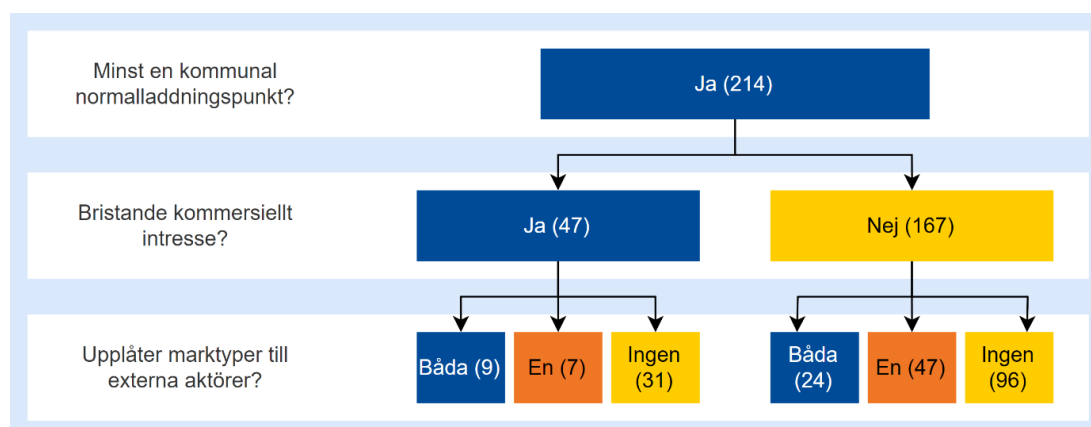 Minst en kommunal
normalladdningspunkt?
Ja (214)
Bristande kommersiellt
intresse?
Ja (47)
Nej (167)
Upplåter marktyper till
externa aktörer?
Båda (9)
En (7)
Ingen
(31)
Båda
(24)
En (47)
Ingen
(96)